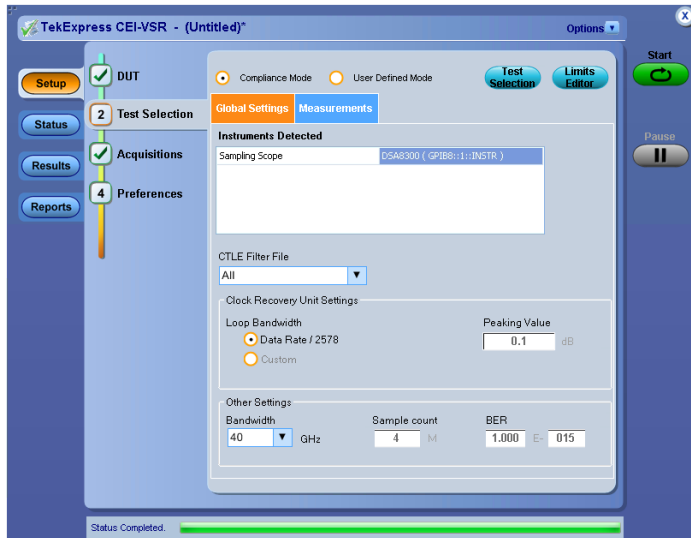 TekExpress CEI-VSR - (Untitled)*
Options
x
Start
Setup
DUT
Compliance Mode
User Defined Mode
Test Selection
Limits Editor
2 Test Selection
Global Settings
Measurements
Status
Instruments Detected
Pause
Acquisitions
Sampling Scope
DSA8300 ( GPIB8::1::INSTR )
Results
4 Preferences
Reports
CTLE Filter File
All
Clock Recovery Unit Settings
Loop Bandwidth
Peaking Value
Data Rate / 2578
0.1 dB
Custom
Other Settings
Bandwidth
Sample count
BER
40 GHz
4 M
1.000 E- 015
Status Completed.